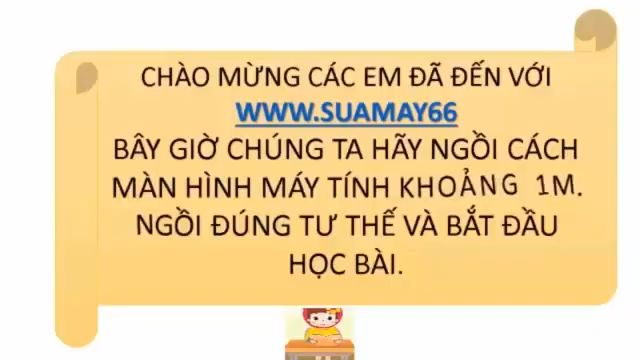 CHÀO MỪNG CÁC EM ĐÃ ĐẾN VỚI
WWW.SUAMAY66
BÂY GIỜ CHÚNG TA HÃY NGỒI CÁCH
MÀN HÌNH MÁY TÍNH KHOẢNG 1M.
NGỒI ĐÚNG TƯ THẾ VÀ BẮT ĐẦU
HỌC BÀI.